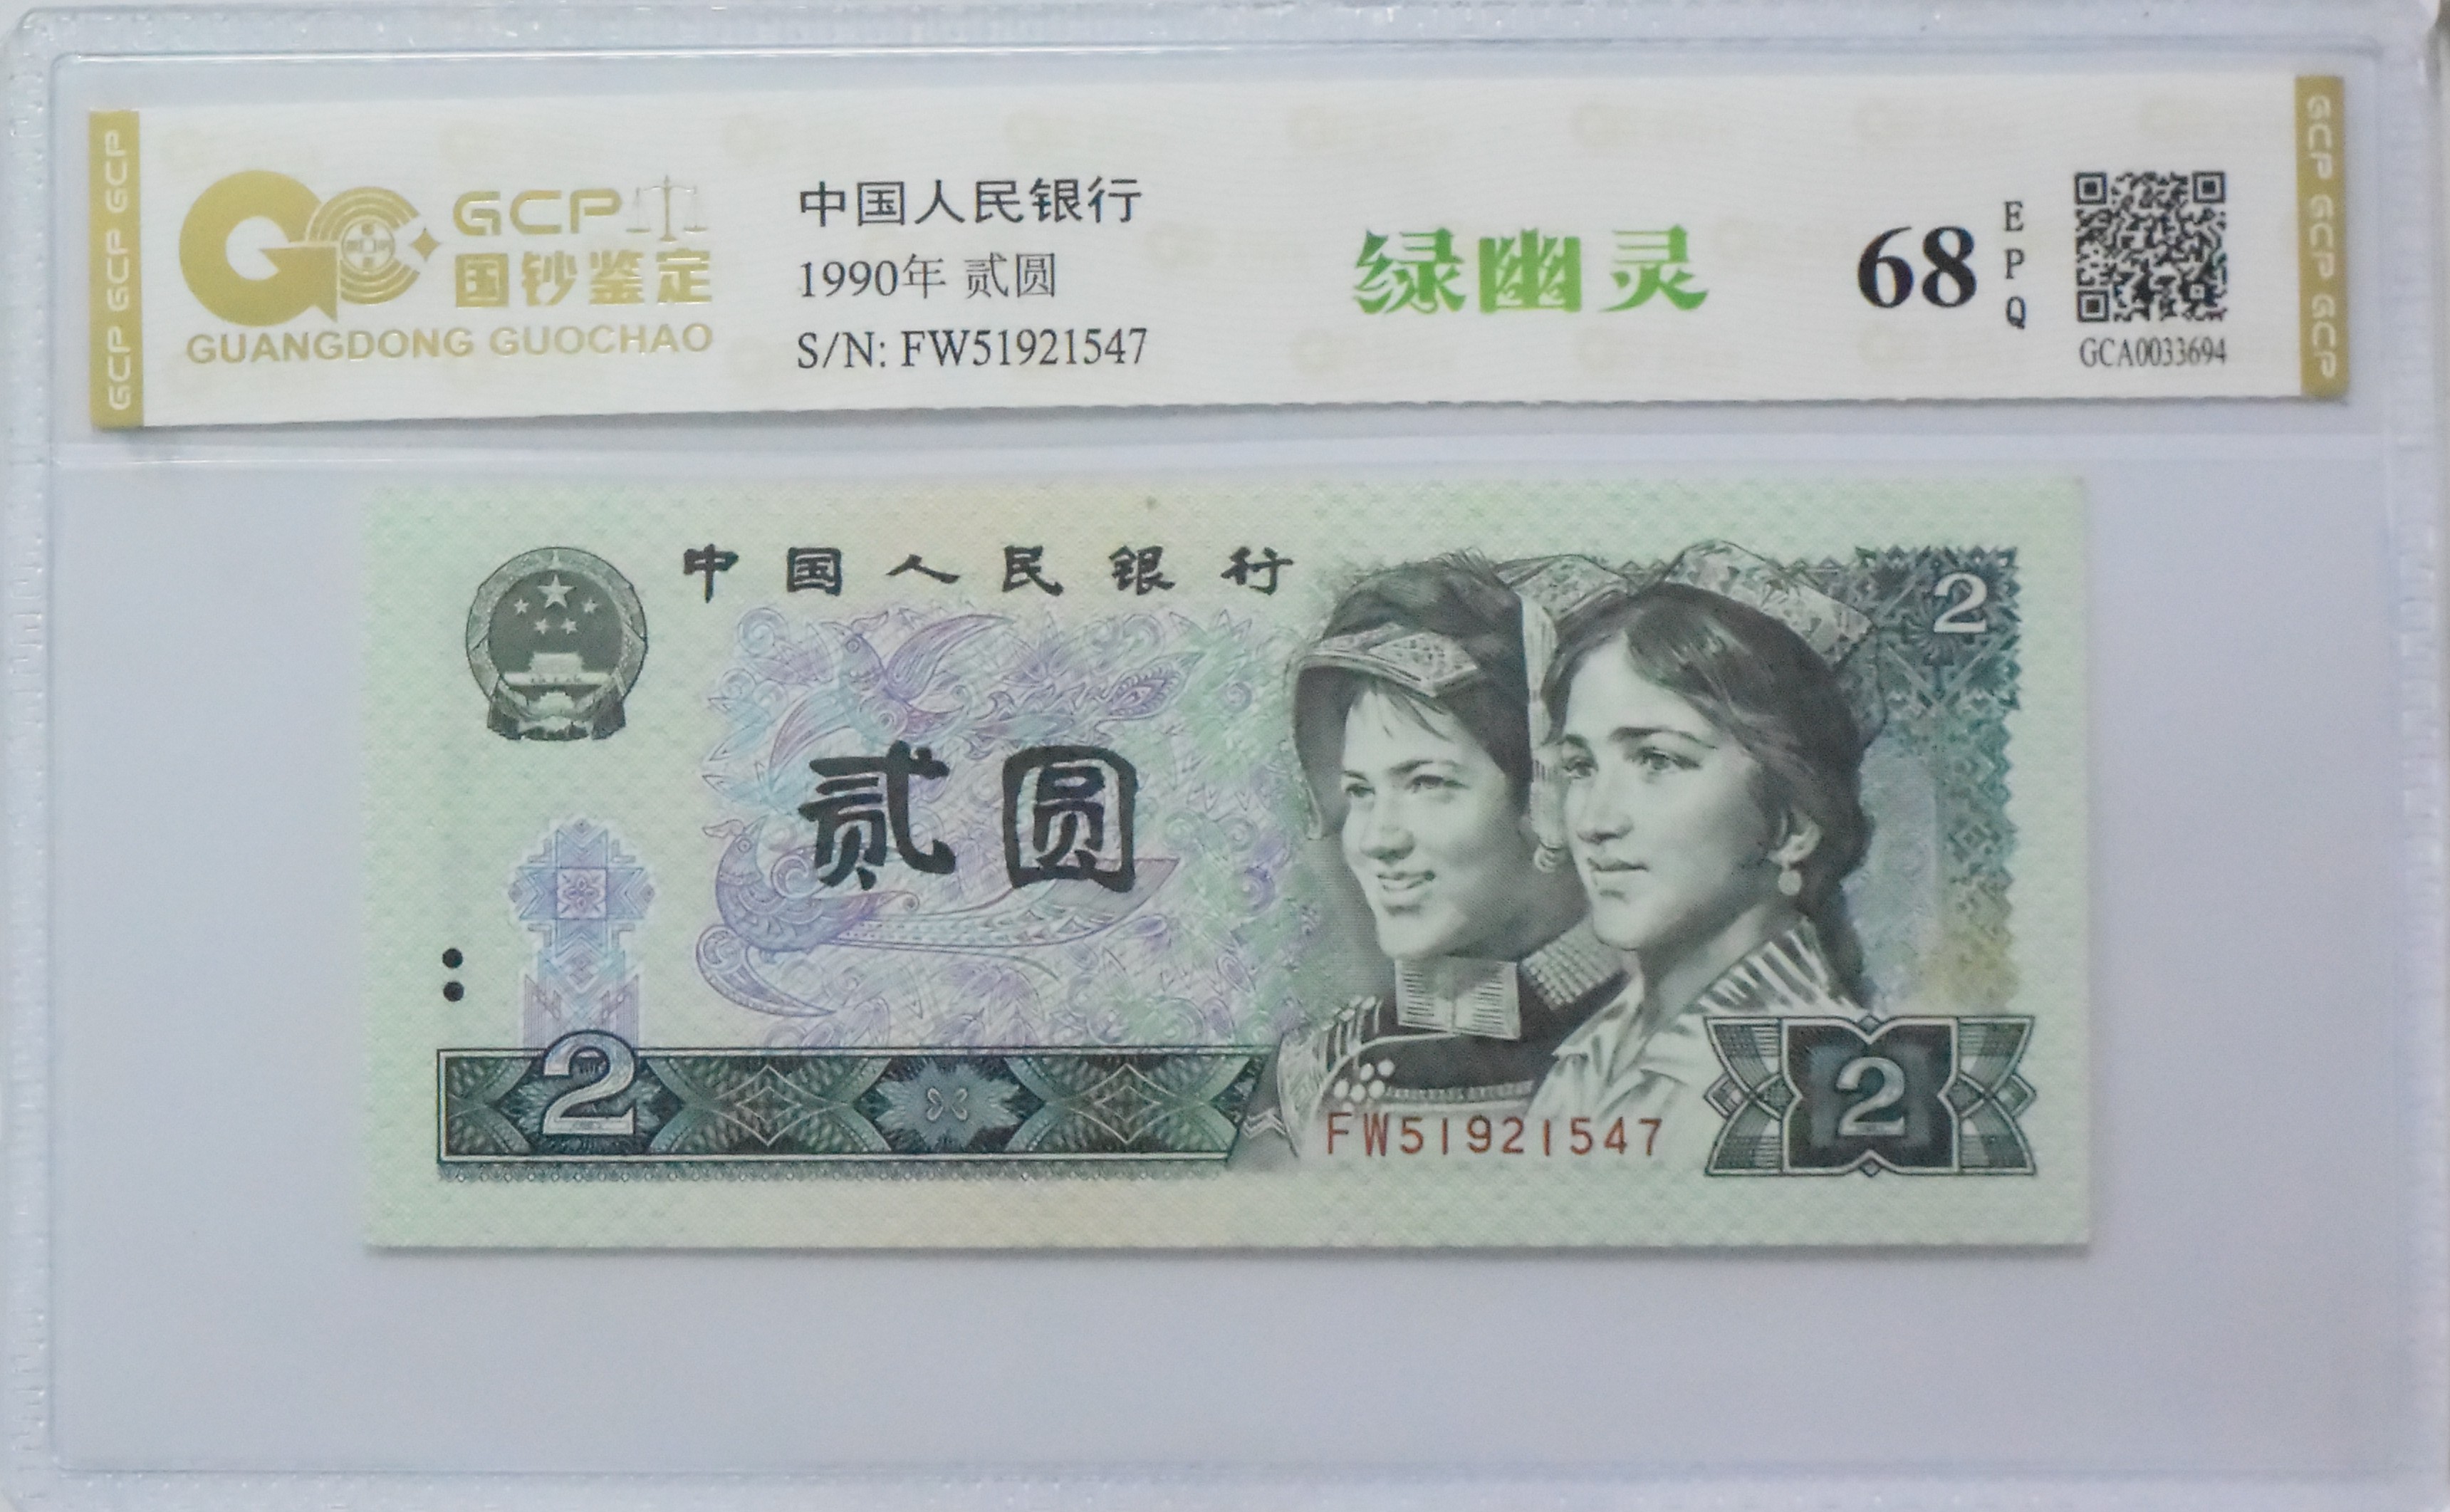 GCP GCP GCP
GCP
国钞鉴定
GUANGDONG GUOCHAO
中国人民银行
1990年 贰圆
S/N: FW51921547
绿幽灵
68
E
P
Q
GCA0033694
GCP GCP GCP
中国人民银行
2
贰圆
2
FW51921547
2